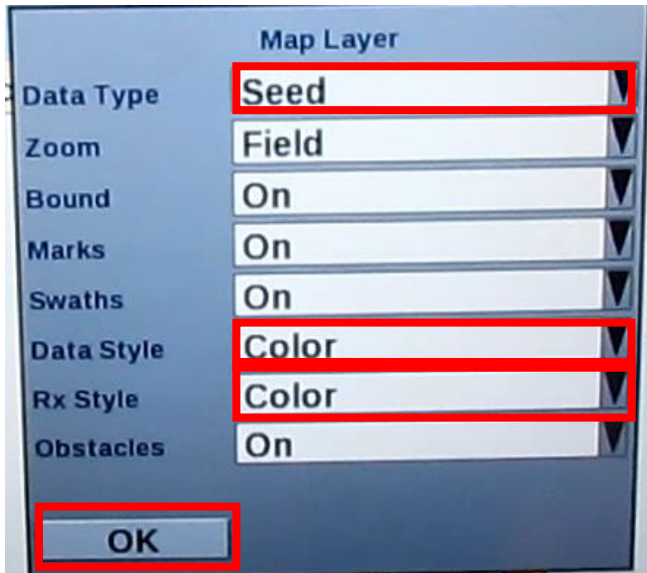 Map Layer
Data Type Seed
Zoom Field
Bound On
Marks On
Swaths On
Data Style Color
Rx Style Color
Obstacles On
OK